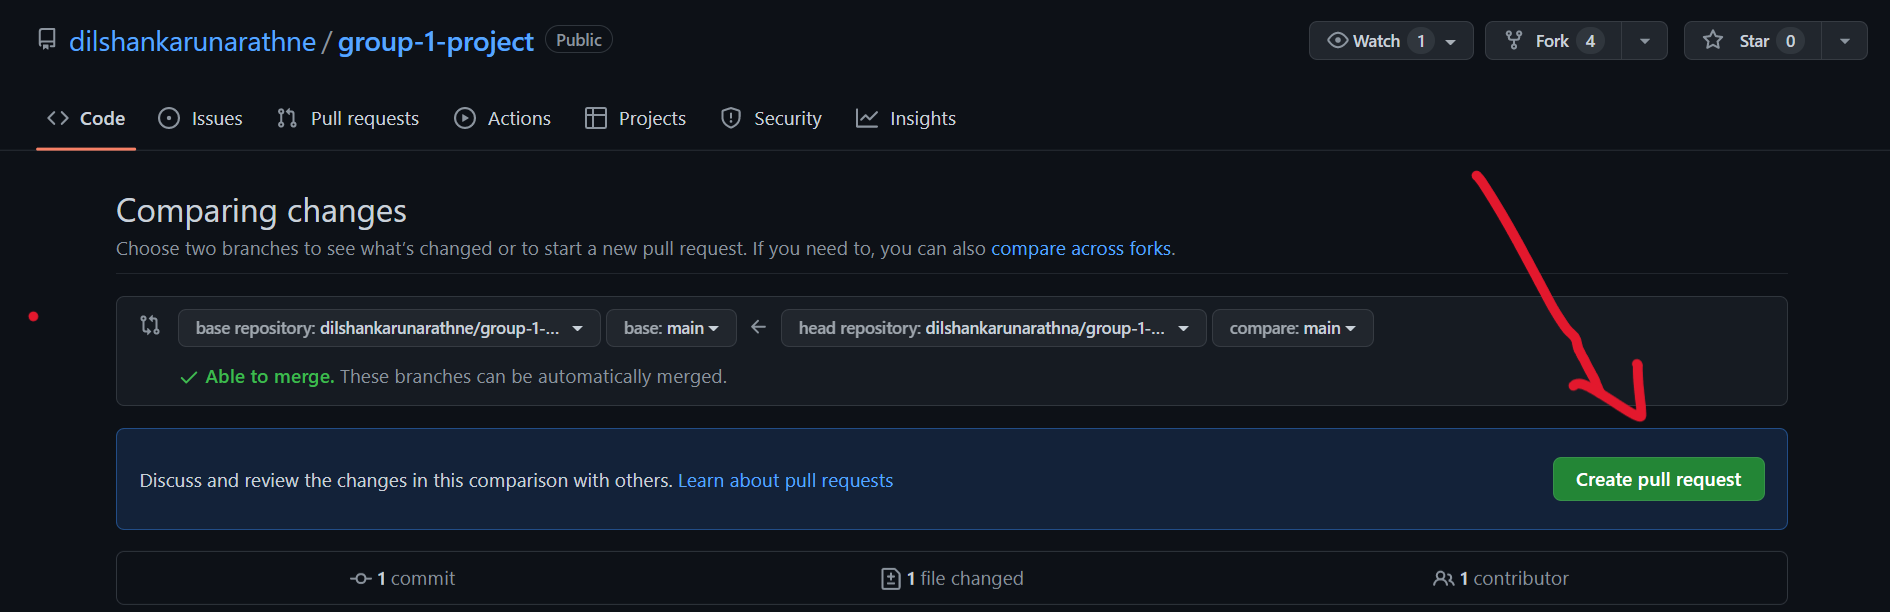 dilshankarunarathne / group-1-project Public Watch 1 Fork 4 Star 0
Code Issues Pull requests Actions Projects Security Insights
Comparing changes
Choose two branches to see what's changed or to start a new pull request. If you need to, you can also compare across forks.
base repository: dilshankarunarathne/group-1-... base: main head repository: dilshankarunarathna/group-1-... compare: main
Able to merge. These branches can be automatically merged.
Discuss and review the changes in this comparison with others. Learn about pull requests Create pull request
1 commit 1 file changed 1 contributor